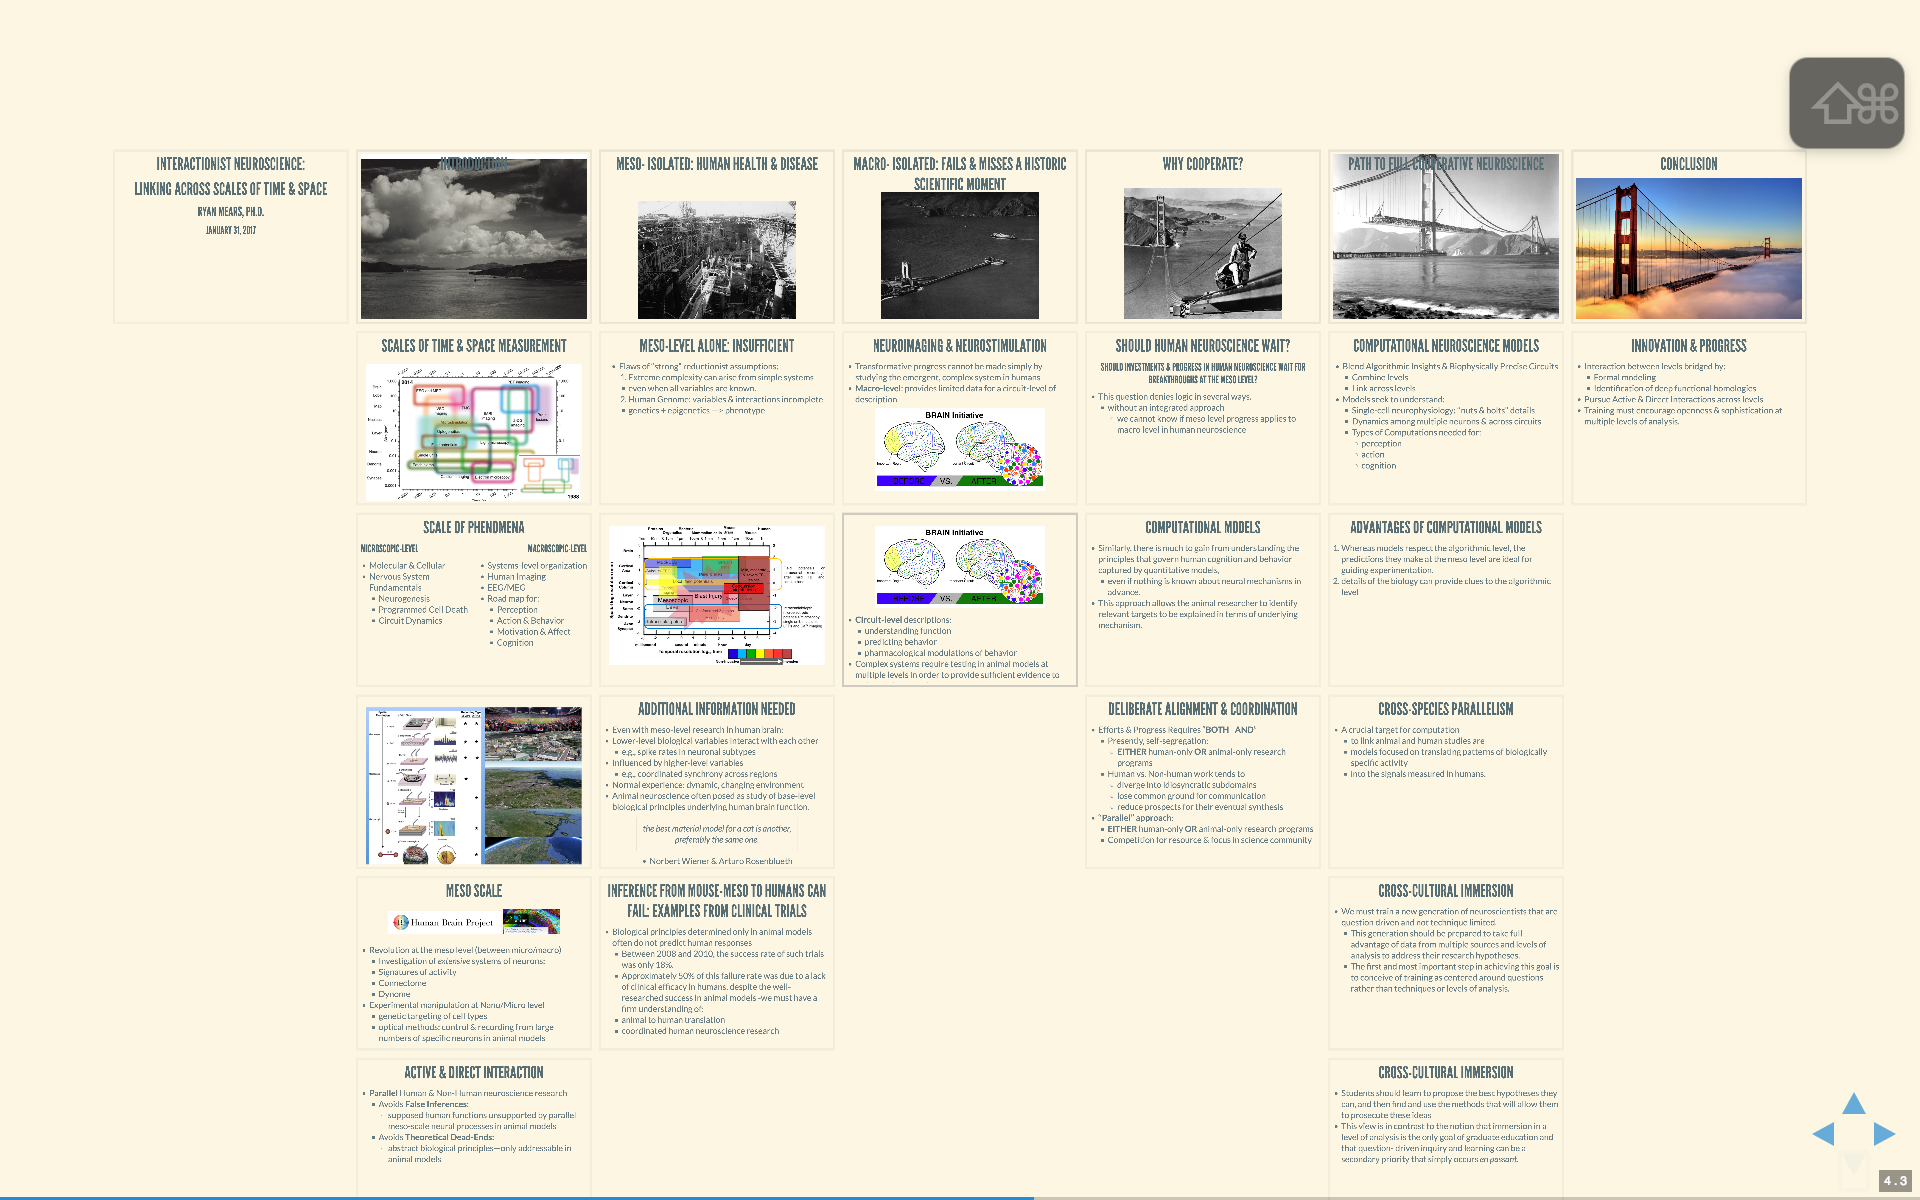 INTERACTIONIST NEUROSCIENCE:
LINKING ACROSS SCALES OF TIME & SPACE
RYAN MEARS, PH.D.
JANUARY 31, 2017
INTRODUCTION
MESO- ISOLATED: HUMAN HEALTH & DISEASE
MACRO- ISOLATED: FAILS & MISSES A HISTORIC
SCIENTIFIC MOMENT
WHY COOPERATE?
PATH TO FULL COOPERATIVE NEUROSCIENCE
CONCLUSION
SCALES OF TIME & SPACE MEASUREMENT
2014
1988
MESO-LEVEL ALONE: INSUFFICIENT
Flaws of "strong" reductionist assumptions:
1. Extreme complexity can arise from simple systems
even when all variables are known.
2. Human Genome: variables & interactions incomplete
genetics + epigenetics —> phenotype
NEUROIMAGING & NEUROSTIMULATION
Transformative progress cannot be made simply by
studying the emergent, complex system in humans
Macro-level: provides limited data for a circuit-level of
description
BRAIN Initiative
BEFORE VS. AFTER
SHOULD HUMAN NEUROSCIENCE WAIT?
SHOULD INVESTMENTS & PROGRESS IN HUMAN NEUROSCIENCE WAIT FOR
BREAKTHROUGHS AT THE MESO LEVEL?
This question denies logic in several ways.
without an integrated approach
we cannot know if meso level progress applies to
macro level in human neuroscience
COMPUTATIONAL NEUROSCIENCE MODELS
Blend Algorithmic Insights & Biophysically Precise Circuits
Combine levels
Link across levels
Models seek to understand:
Single-cell neurophysiology: "nuts & bolts" details
Dynamics among multiple neurons & across circuits
Types of Computations needed for:
perception
action
cognition
INNOVATION & PROGRESS
Interaction between levels bridged by:
Formal modeling
Identification of deep functional homologies
Pursue Active & Direct Interactions across levels
Training must encourage openness & sophistication at
multiple levels of analysis.
SCALE OF PHENOMENA
MICROSCOPIC-LEVEL
Molecular & Cellular
Nervous System
Fundamentals
Neurogenesis
Programmed Cell Death
Circuit Dynamics
MACROSCOPIC-LEVEL
Systems-level organization
Human Imaging
EEG/MEG
Road map for:
Perception
Action & Behavior
Motivation & Affect
Cognition
Blast Injury
Mesoscopic
BRAIN Initiative
BEFORE VS. AFTER
Circuit-level descriptions:
understanding function
predicting behavior
pharmacological modulations of behavior
Complex systems require testing in animal models at
multiple levels in order to provide sufficient evidence to
COMPUTATIONAL MODELS
Similarly, there is much to gain from understanding the
principles that govern human cognition and behavior
captured by quantitative models,
even if nothing is known about neural mechanisms in
advance.
This approach allows the animal researcher to identify
relevant targets to be explained in terms of underlying
mechanism.
ADVANTAGES OF COMPUTATIONAL MODELS
1. Whereas models respect the algorithmic level, the
predictions they make at the meso level are ideal for
guiding experimentation.
2. details of the biology can provide clues to the algorithmic
level
ADDITIONAL INFORMATION NEEDED
Even with meso-level research in human brain:
Lower-level biological variables interact with each other
e.g., spike rates in neuronal subtypes
Influenced by higher-level variables
e.g., coordinated synchrony across regions
Normal experience: dynamic, changing environment
Animal neuroscience often posed as study of base-level
biological principles underlying human brain function.
the best material model for a cat is another,
preferably the same one
Norbert Wiener & Arturo Rosenblueth
DELIBERATE ALIGNMENT & COORDINATION
Efforts & Progress Requires "BOTH AND"
Presently, self-segregation:
EITHER human-only OR animal-only research
programs
Human vs. Non-human work tends to
diverge into idiosyncratic subdomains
lose common ground for communication
reduce prospects for their eventual synthesis
"Parallel" approach:
EITHER human-only OR animal-only research programs
Competition for resource & focus in science community
CROSS-SPECIES PARALLELISM
A crucial target for computation
to link animal and human studies are
models focused on translating patterns of biologically
specific activity
into the signals measured in humans.
MESO SCALE
Human Brain Project
Revolution at the meso level (between micro/macro)
Investigation of extensive systems of neurons:
Signatures of activity
Connectome
Dynome
Experimental manipulation at Nano/Micro level
genetic targeting of cell types
optical methods: control & recording from large
numbers of specific neurons in animal models
INFERENCE FROM MOUSE-MESO TO HUMANS CAN
FAIL: EXAMPLES FROM CLINICAL TRIALS
Biological principles determined only in animal models
often do not predict human responses
Between 2008 and 2010, the success rate of such trials
was only 18%.
Approximately 50% of this failure rate was due to a lack
of clinical efficacy in humans, despite the well-
researched success in animal models -we must have a
firm understanding of:
animal to human translation
coordinated human neuroscience research
CROSS-CULTURAL IMMERSION
We must train a new generation of neuroscientists that are
question driven and not technique limited.
This generation should be prepared to take full
advantage of data from multiple sources and levels of
analysis to address their research hypotheses.
The first and most important step in achieving this goal is
to conceive of training as centered around questions
rather than techniques or levels of analysis.
ACTIVE & DIRECT INTERACTION
Parallel Human & Non-Human neuroscience research
Avoids False Inferences:
supposed human functions unsupported by parallel
meso-scale neural processes in animal models
Avoids Theoretical Dead-Ends:
abstract biological principles—only addressable in
animal models
CROSS-CULTURAL IMMERSION
Students should learn to propose the best hypotheses they
can, and then find and use the methods that will allow them
to prosecute these ideas
This view is in contrast to the notion that immersion in a
level of analysis is the only goal of graduate education and
that question- driven inquiry and learning can be a
secondary priority that simply occurs en passant.
4.3